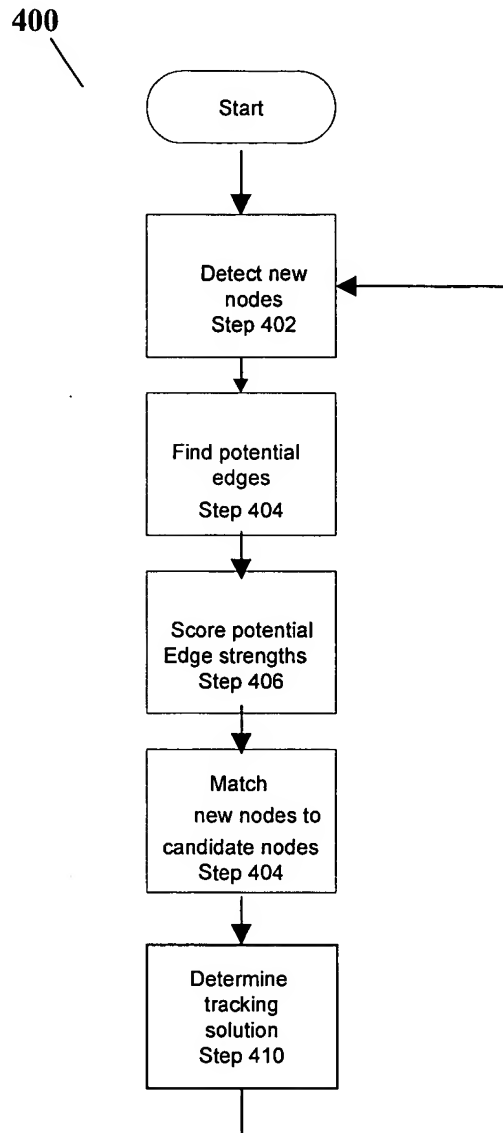 400
Start
Detect new
nodes
Step 402
Find potential
edges
Step 404
Score potential
Edge strengths
Step 406
Match
new nodes to
candidate nodes
Step 404
Determine
tracking
solution
Step 410